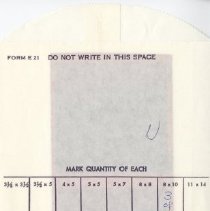 FORM E 21 DO NOT WRITE IN THIS SPACE
MARK QUANTITY OF EACH
3½ x 3½ 3½ x 5 4 x 5 5 x 5 5 x 7 8 x 8 8 x 10 11 x 14